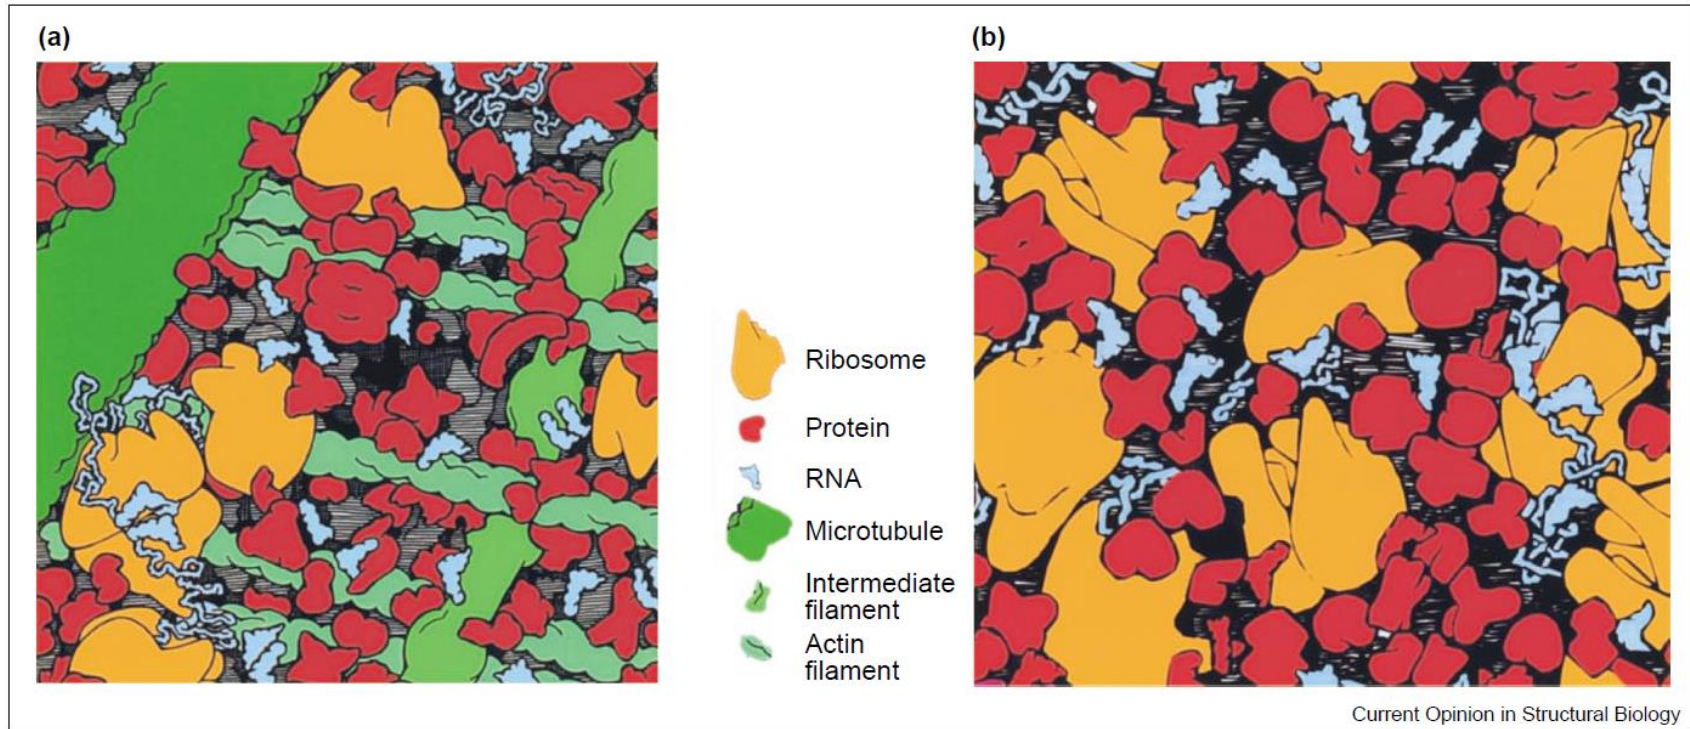 (a)
(b)
Ribosome
Protein
RNA
Microtubule
Intermediate
filament
Actin
filament
Current Opinion in Structural Biology